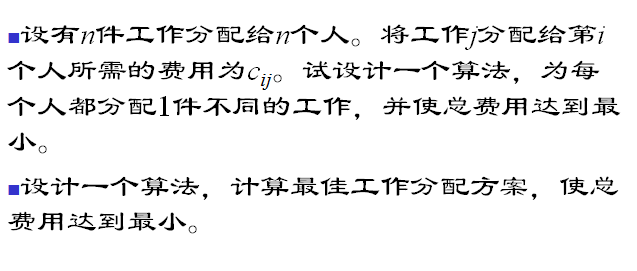 ■设有n件工作分配给n个人。将工作j分配给第i
个人所需的费用为cij。试设计一个算法，为每
个人都分配1件不同的工作，并使总费用达到最
小。
■设计一个算法，计算最佳工作分配方案，使总
费用达到最小。